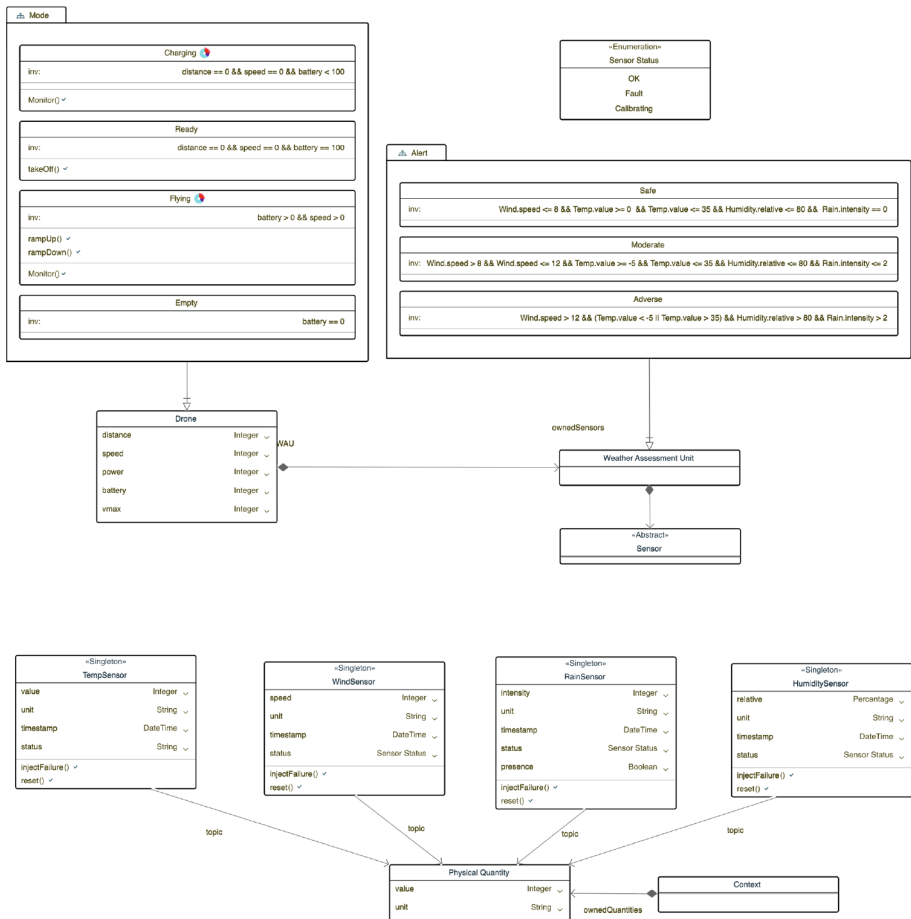 Mode
Charging
inv: distance == 0 && speed == 0 && battery < 100
Monitor()
Ready
inv: distance == 0 && speed == 0 && battery == 100
takeOff()
Flying
inv: battery > 0 && speed > 0
rampUp()
rampDown()
Monitor()
Empty
inv: battery == 0
«Enumeration»
Sensor Status
OK
Fault
Calibrating
Alert
Safe
inv: Wind.speed <= 8 && Temp.value >= 0 && Temp.value <= 35 && Humidity.relative <= 60 && Rain.intensity == 0
Moderate
inv: Wind.speed > 8 && Wind.speed <= 12 && Temp.value >= -5 && Temp.value <= 35 && Humidity.relative <= 80 && Rain.intensity <= 2
Adverse
inv: Wind.speed > 12 && (Temp.value < -5 || Temp.value > 35) && Humidity.relative > 80 && Rain.intensity > 2
Drone
distance Integer
speed Integer
power Integer
battery Integer
vmax Integer
WAU
ownedSensors
Weather Assessment Unit
«Abstract»
Sensor
«Singleton»
TempSensor
value Integer
unit String
timestamp DateTime
status String
injectFailure()
reset()
«Singleton»
WindSensor
speed Integer
unit String
timestamp DateTime
status Sensor Status
injectFailure()
reset()
«Singleton»
RainSensor
intensity Integer
unit String
timestamp DateTime
status Sensor Status
presence Boolean
injectFailure()
reset()
«Singleton»
HumiditySensor
relative Percentage
unit String
timestamp DateTime
status Sensor Status
injectFailure()
reset()
topic
topic
topic
topic
Physical Quantity
value Integer
unit String
ownedQuantities
Context